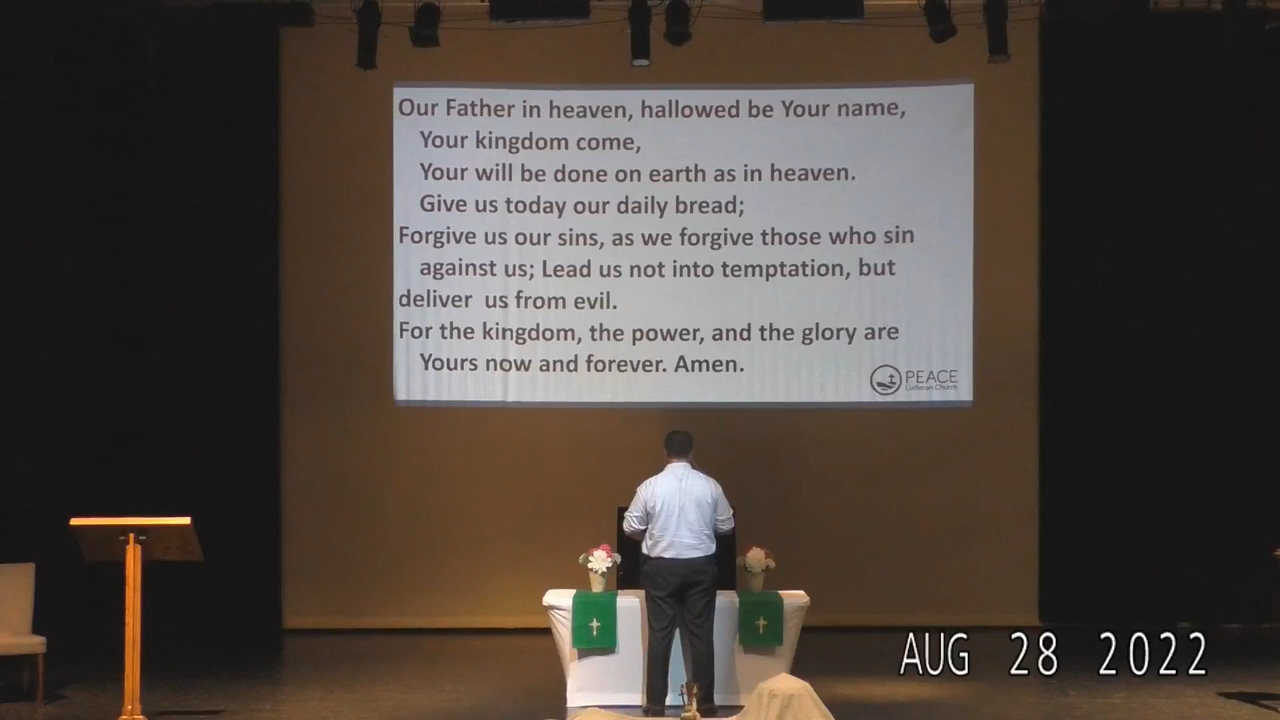 Our Father in heaven, hallowed be Your name,
Your kingdom come,
Your will be done on earth as in heaven.
Give us today our daily bread;
Forgive us our sins, as we forgive those who sin
against us; Lead us not into temptation, but
deliver us from evil.
For the kingdom, the power, and the glory are
Yours now and forever. Amen.
PEACE
Lutheran Church
AUG 28 2022